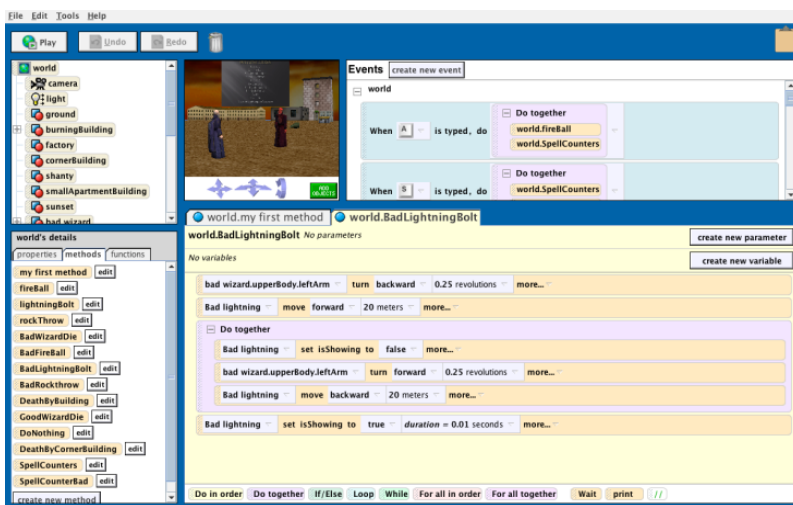 File Edit Tools Help
Play Undo Redo
world
camera
light
ground
burningBuilding
factory
cornerBuilding
shanty
smallApartmentBuilding
sunset
bad wizard
ADD OBJECTS
Events create new event
world
When A is typed, do
Do together
world.fireBall
world.SpellCounters
When S is typed, do
Do together
world.SpellCounters
world's details
properties methods functions
my first method edit
fireBall edit
lightningBolt edit
rockThrow edit
BadWizardDie edit
BadFireBall edit
BadLightningBolt edit
BadRockthrow edit
DeathByBuilding edit
GoodWizardDie edit
DoNothing edit
DeathByCornerBuilding edit
SpellCounters edit
SpellCounterBad edit
create new method
world.my first method world.BadLightningBolt
world.BadLightningBolt No parameters create new parameter
No variables create new variable
bad wizard.upperBody.leftArm turn backward 0.25 revolutions more...
Bad lightning move forward 20 meters more...
Do together
Bad lightning set isShowing to false more...
bad wizard.upperBody.leftArm turn forward 0.25 revolutions more...
Bad lightning move backward 20 meters more...
Bad lightning set isShowing to true duration = 0.01 seconds more...
Do in order Do together If/Else Loop While For all in order For all together Wait print //